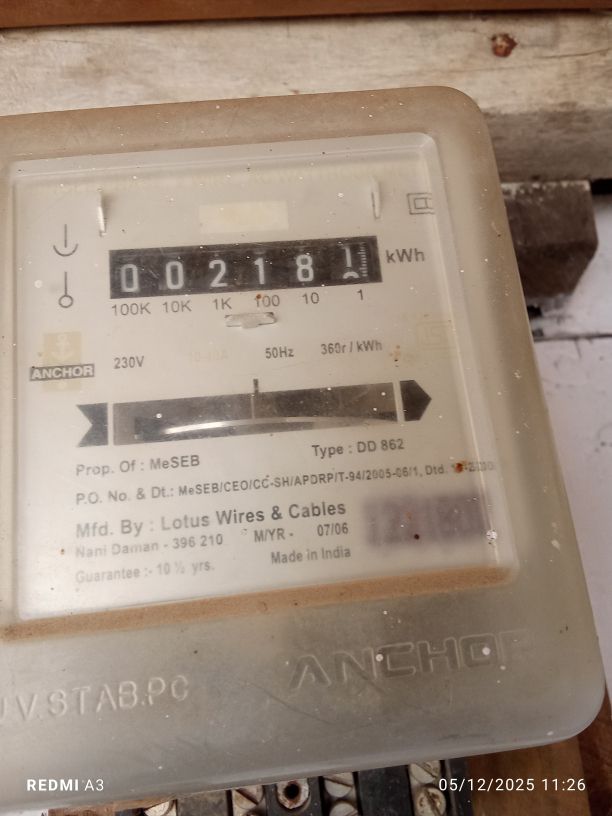 0 0 2 1 8 1 kWh
100K 10K 1K 100 10 1
ANCHOR 230V 50Hz 360r / kWh
Prop. Of : MeSEB Type : DD 862
P.O. No. & Dt.: MeSEB/CEO/CC-SH/APDRP/T-94/2005-06/1, Dtd.
Mfd. By : Lotus Wires & Cables
Nani Daman - 396 210 M/YR - 07/06
Guarantee :- 10 ½ yrs. Made in India
ANCHOR
U.V.STAB.PC
REDMI A3 05/12/2025 11:26